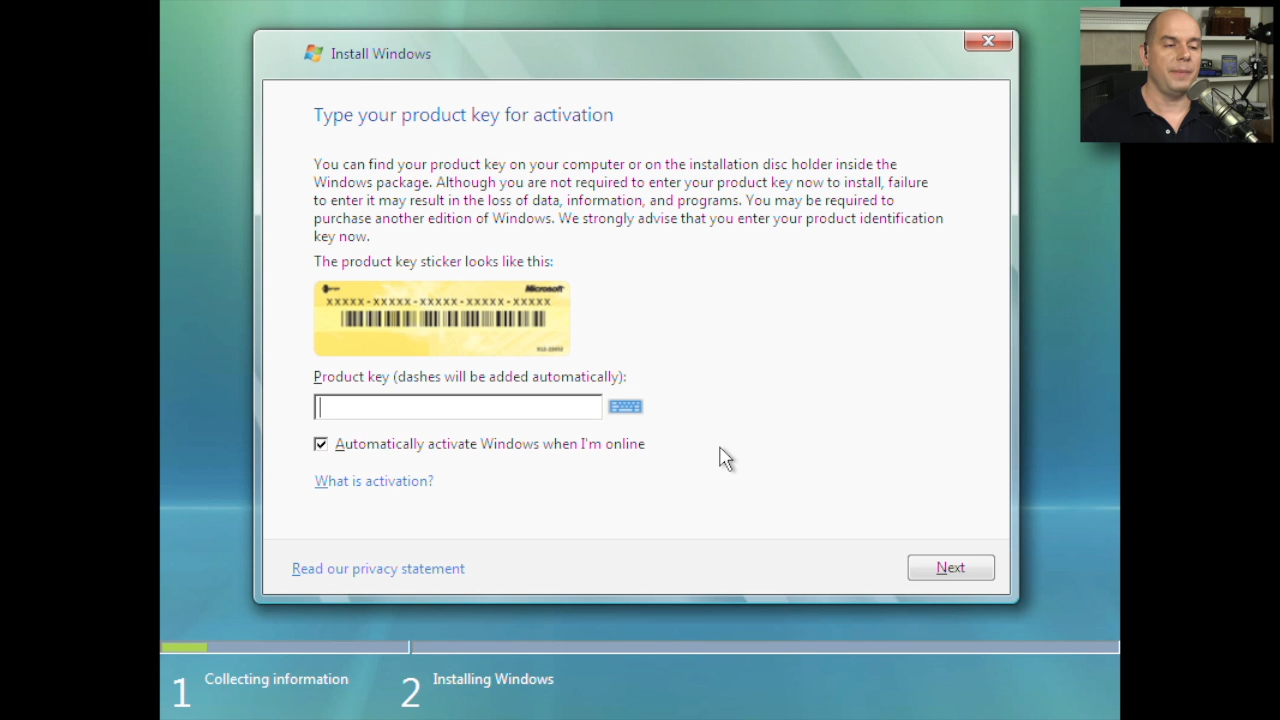 Install Windows
Type your product key for activation
You can find your product key on your computer or on the installation disc holder inside the
Windows package. Although you are not required to enter your product key now to install, failure
to enter it may result in the loss of data, information, and programs. You may be required to
purchase another edition of Windows. We strongly advise that you enter your product identification
key now.
The product key sticker looks like this:
Microsoft
XXXXX-XXXXX-XXXXX-XXXXX-XXXXX
Product key (dashes will be added automatically):
Automatically activate Windows when I'm online
What is activation?
Read our privacy statement
Next
1 Collecting information
2 Installing Windows